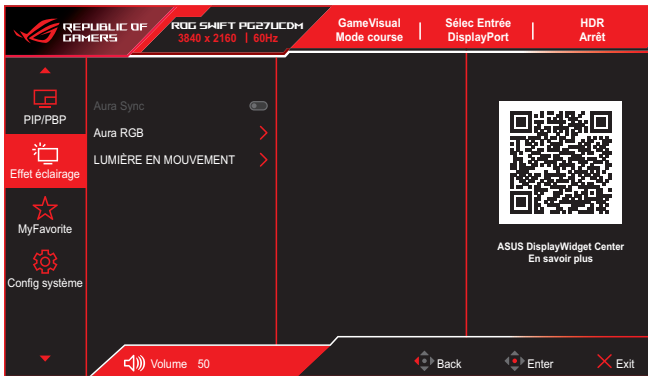 REPUBLIC OF
GAMERS
ROG SWIFT PG27UCDM
3840 x 2160 | 60Hz
GameVisual
Mode course
Sélec Entrée
DisplayPort
HDR
Arrêt
PIP/PBP
Effet éclairage
MyFavorite
Config système
Aura Sync
Aura RGB
LUMIÈRE EN MOUVEMENT
ASUS DisplayWidget Center
En savoir plus
Volume 50
Back
Enter
Exit